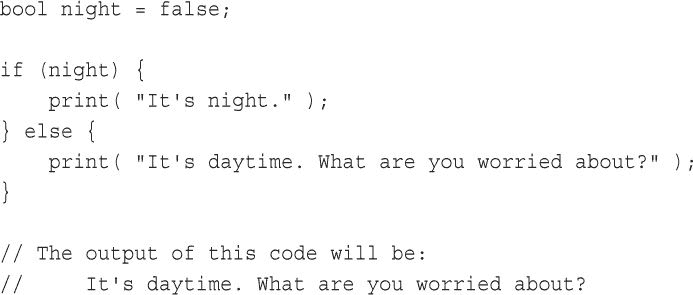 bool night = false;
if (night) {
    print( "It's night." );
} else {
    print( "It's daytime. What are you worried about?" );
}
// The output of this code will be:
//     It's daytime. What are you worried about?